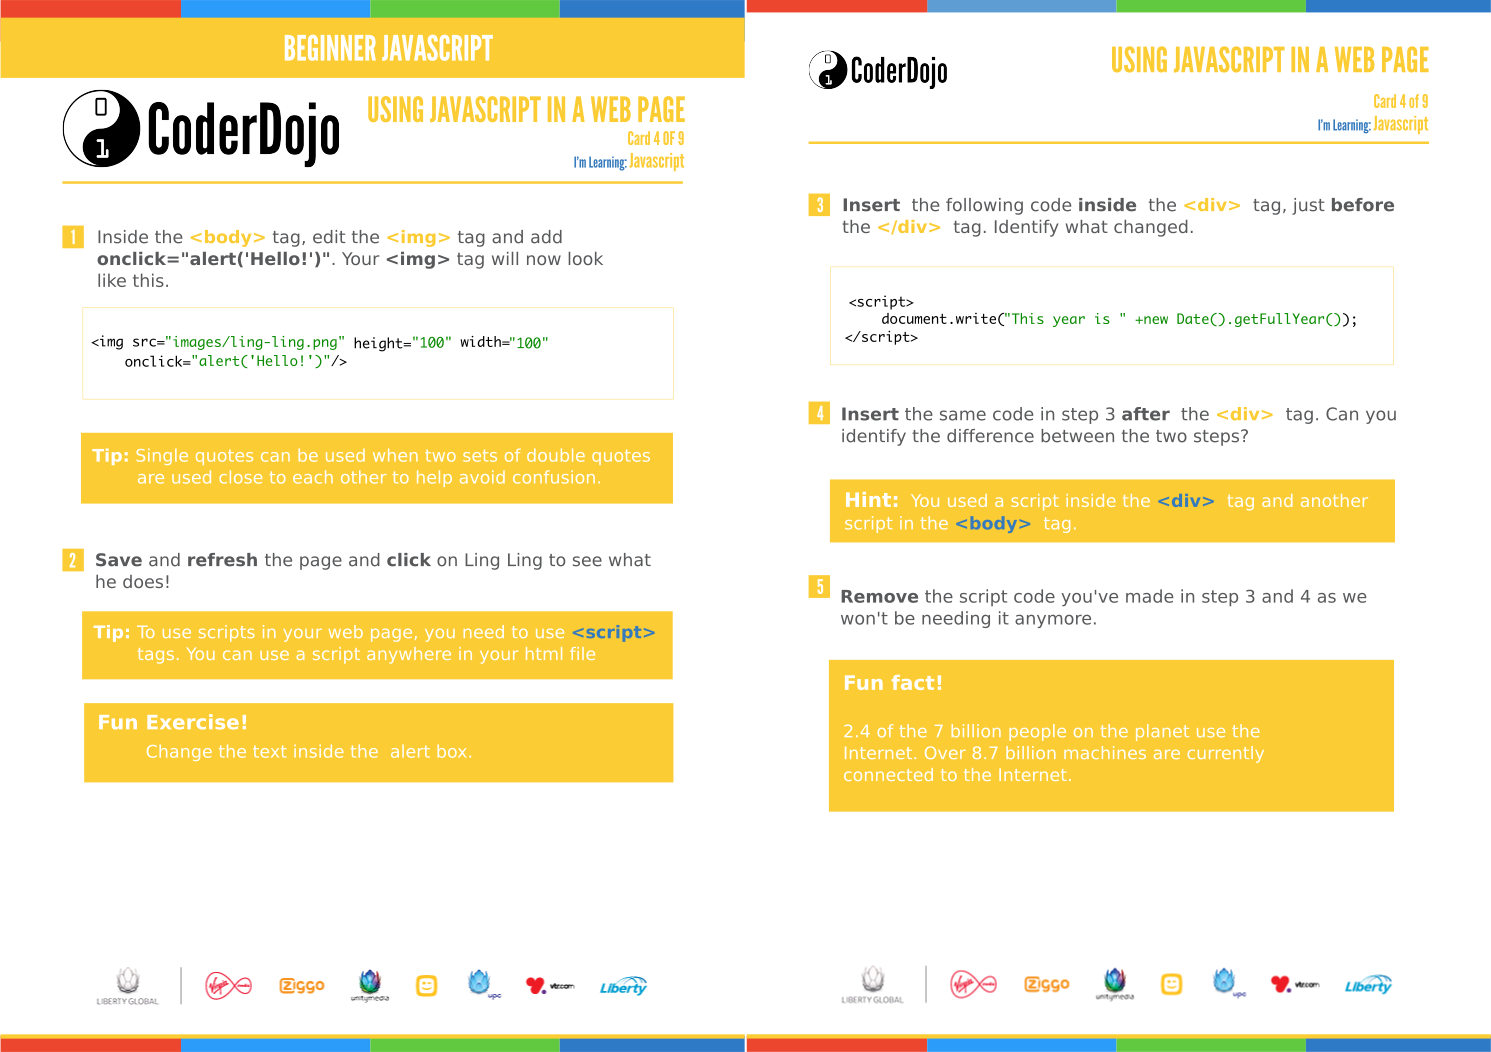 BEGINNER JAVASCRIPT
CoderDojo
USING JAVASCRIPT IN A WEB PAGE
Card 4 OF 9
I'm Learning: Javascript
1 Inside the <body> tag, edit the <img> tag and add
onclick="alert('Hello!')". Your <img> tag will now look
like this.
<img src="images/ling-ling.png" height="100" width="100"
onclick="alert('Hello!')"/>
Tip: Single quotes can be used when two sets of double quotes
are used close to each other to help avoid confusion.
2 Save and refresh the page and click on Ling Ling to see what
he does!
Tip: To use scripts in your web page, you need to use <script>
tags. You can use a script anywhere in your html file
Fun Exercise!
Change the text inside the alert box.
LIBERTY GLOBAL
Virgin media
Ziggo
unitymedia
upc
vtr.com
Liberty
CoderDojo
USING JAVASCRIPT IN A WEB PAGE
Card 4 of 9
I'm Learning: Javascript
3 Insert the following code inside the <div> tag, just before
the </div> tag. Identify what changed.
<script>
document.write("This year is " +new Date().getFullYear());
</script>
4 Insert the same code in step 3 after the <div> tag. Can you
identify the difference between the two steps?
Hint: You used a script inside the <div> tag and another
script in the <body> tag.
5 Remove the script code you've made in step 3 and 4 as we
won't be needing it anymore.
Fun fact!
2.4 of the 7 billion people on the planet use the
Internet. Over 8.7 billion machines are currently
connected to the Internet.
LIBERTY GLOBAL
Virgin media
Ziggo
unitymedia
upc
vtr.com
Liberty